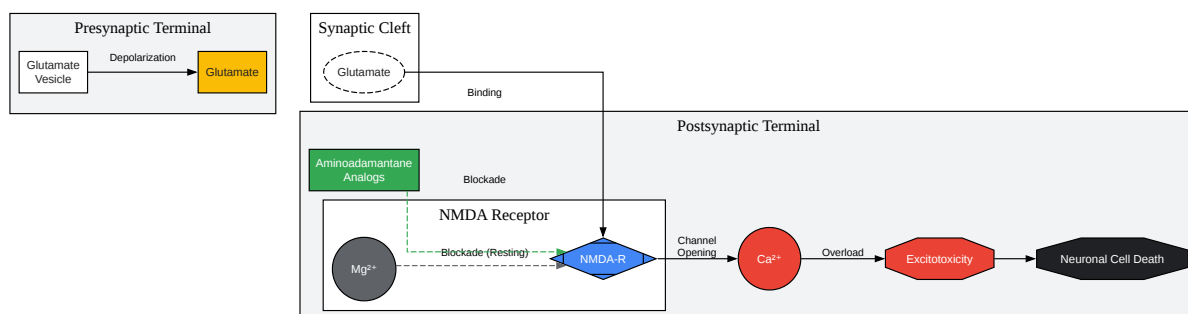 Presynaptic Terminal
Glutamate
Vesicle
Depolarization
Glutamate
Synaptic Cleft
Glutamate
Binding
Postsynaptic Terminal
Aminoadamantane
Analogs
Blockade
NMDA Receptor
Mg²⁺
Blockade (Resting)
NMDA-R
Channel
Opening
Ca²⁺
Overload
Excitotoxicity
Neuronal Cell Death